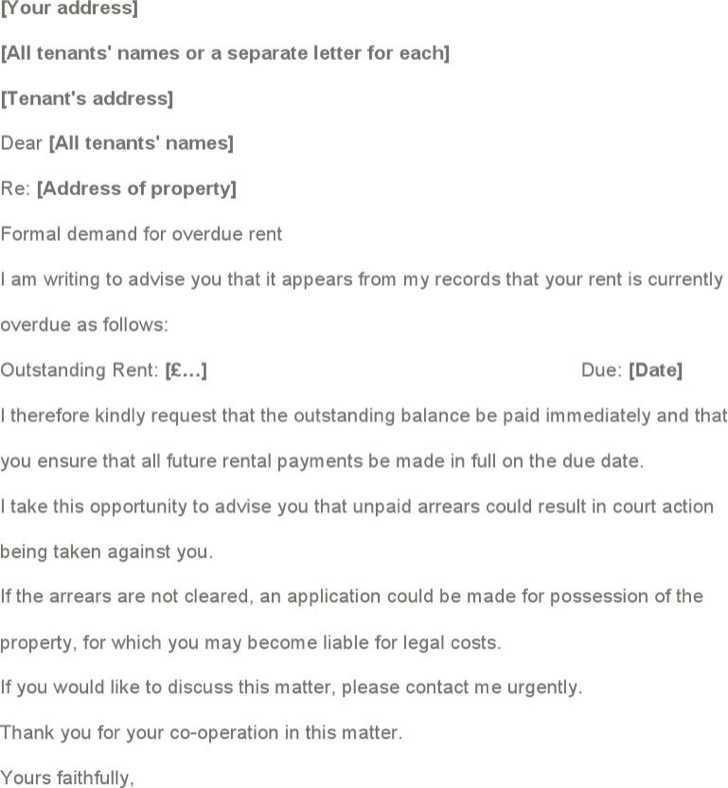 [Your address]
[All tenants' names or a separate letter for each]
[Tenant's address]
Dear [All tenants' names]
Re: [Address of property]
Formal demand for overdue rent
I am writing to advise you that it appears from my records that your rent is currently
overdue as follows:
Outstanding Rent: [£...] Due: [Date]
I therefore kindly request that the outstanding balance be paid immediately and that
you ensure that all future rental payments be made in full on the due date.
I take this opportunity to advise you that unpaid arrears could result in court action
being taken against you.
If the arrears are not cleared, an application could be made for possession of the
property, for which you may become liable for legal costs.
If you would like to discuss this matter, please contact me urgently.
Thank you for your co-operation in this matter.
Yours faithfully,